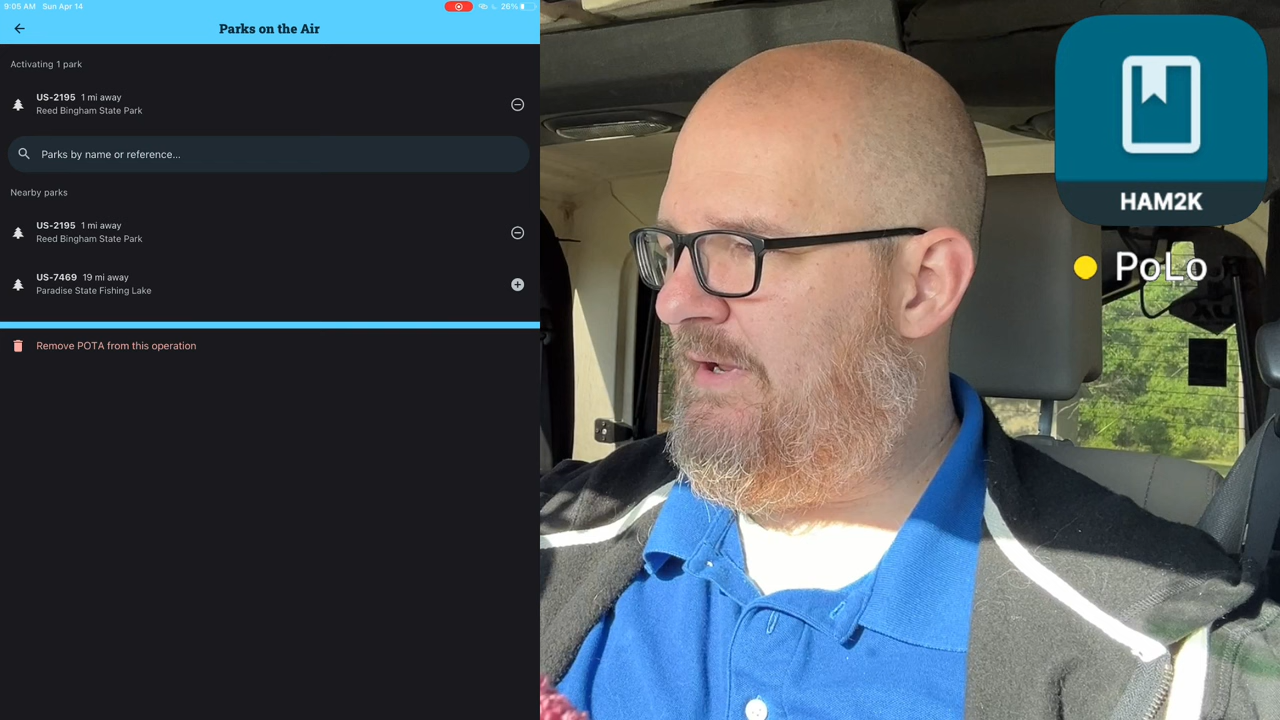 9:05 AM Sun Apr 14
26%
Parks on the Air
Activating 1 park
US-2195 1 mi away
Reed Bingham State Park
Parks by name or reference...
Nearby parks
US-2195 1 mi away
Reed Bingham State Park
US-7469 19 mi away
Paradise State Fishing Lake
Remove POTA from this operation
HAM2K
PoLo